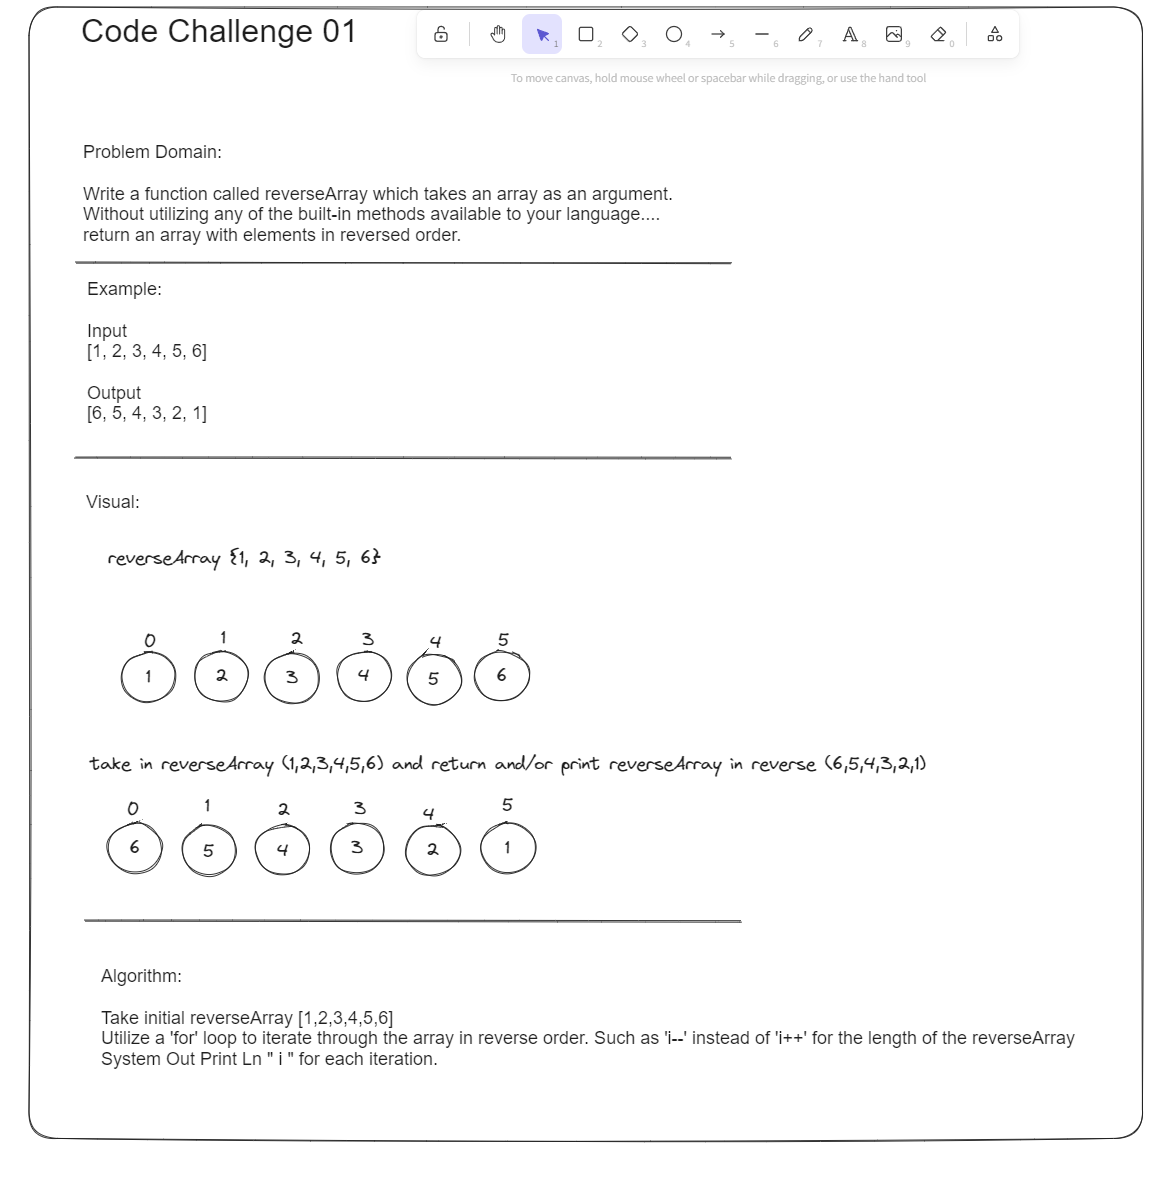 Code Challenge 01
1
2
3
4
5
6
7
8
9
0
To move canvas, hold mouse wheel or spacebar while dragging, or use the hand tool
Problem Domain:
Write a function called reverseArray which takes an array as an argument.
Without utilizing any of the built-in methods available to your language....
return an array with elements in reversed order.
Example:
Input
[1, 2, 3, 4, 5, 6]
Output
[6, 5, 4, 3, 2, 1]
Visual:
reverseArray {1, 2, 3, 4, 5, 6}
0 1 2 3 4 5
1 2 3 4 5 6
take in reverseArray (1,2,3,4,5,6) and return and/or print reverseArray in reverse (6,5,4,3,2,1)
0 1 2 3 4 5
6 5 4 3 2 1
Algorithm:
Take initial reverseArray [1,2,3,4,5,6]
Utilize a 'for' loop to iterate through the array in reverse order. Such as 'i--' instead of 'i++' for the length of the reverseArray
System Out Print Ln " i " for each iteration.